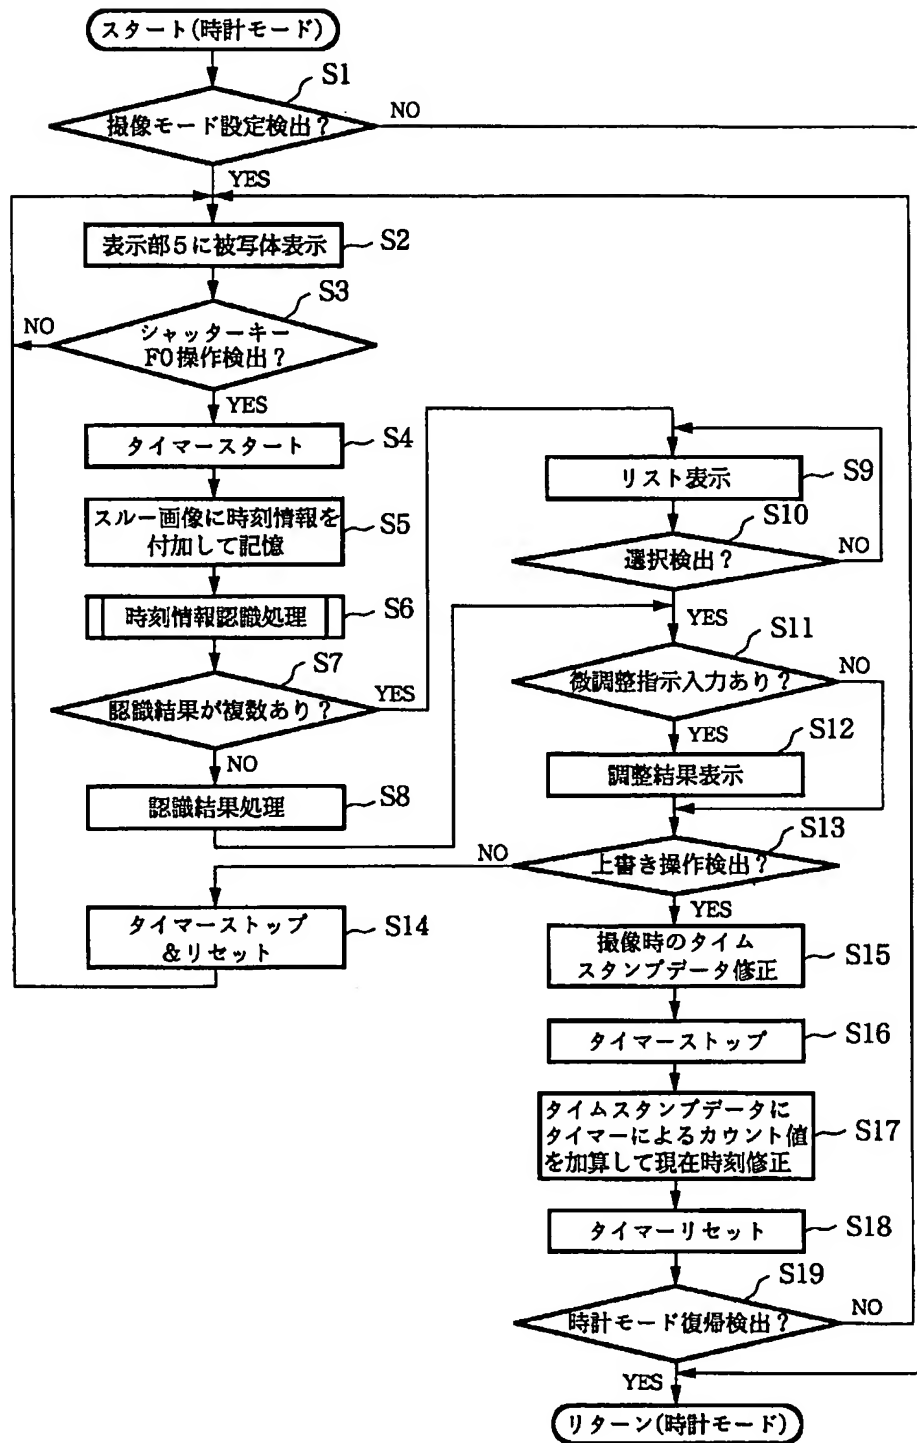 スタート(時計モード)
S1
撮像モード設定検出?
NO
YES
表示部5に被写体表示
S2
S3
シャッターキー
F0操作検出?
NO
YES
タイマースタート
S4
スルー画像に時刻情報を
付加して記憶
S5
時刻情報認識処理
S6
S7
認識結果が複数あり?
YES
NO
認識結果処理
S8
リスト表示
S9
S10
選択検出?
NO
YES
S11
微調整指示入力あり?
NO
YES
S12
調整結果表示
S13
上書き操作検出?
NO
YES
タイマーストップ
&リセット
S14
撮像時のタイム
スタンプデータ修正
S15
タイマーストップ
S16
タイムスタンプデータに
タイマーによるカウント値
を加算して現在時刻修正
S17
タイマーリセット
S18
S19
時計モード復帰検出?
NO
YES
リターン(時計モード)